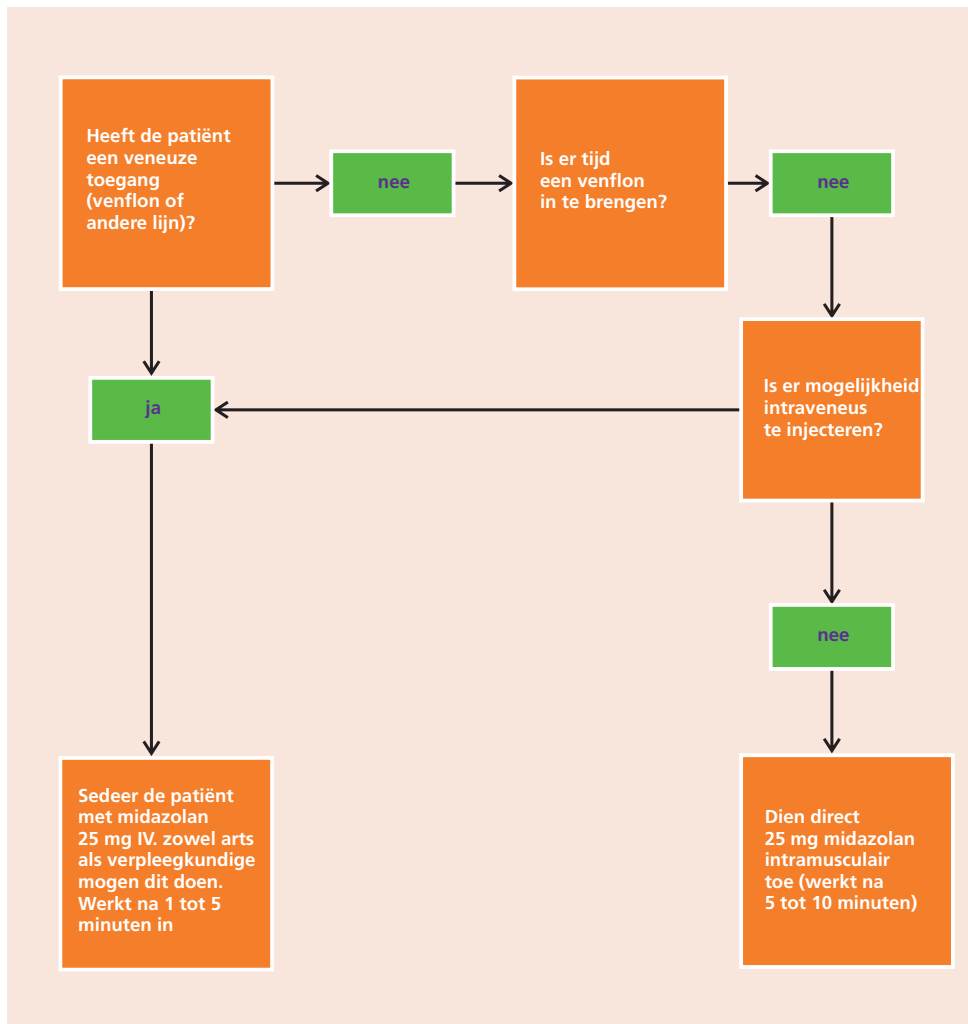 Heeft de patiënt
een veneuze
toegang
(venflon of
andere lijn)?
nee
Is er tijd
een venflon
in te brengen?
nee
Is er mogelijkheid
intraveneus
te injecteren?
ja
nee
Sedeer de patiënt
met midazolan
25 mg IV. zowel arts
als verpleegkundige
mogen dit doen.
Werkt na 1 tot 5
minuten in
Dien direct
25 mg midazolan
intramusculair
toe (werkt na
5 tot 10 minuten)